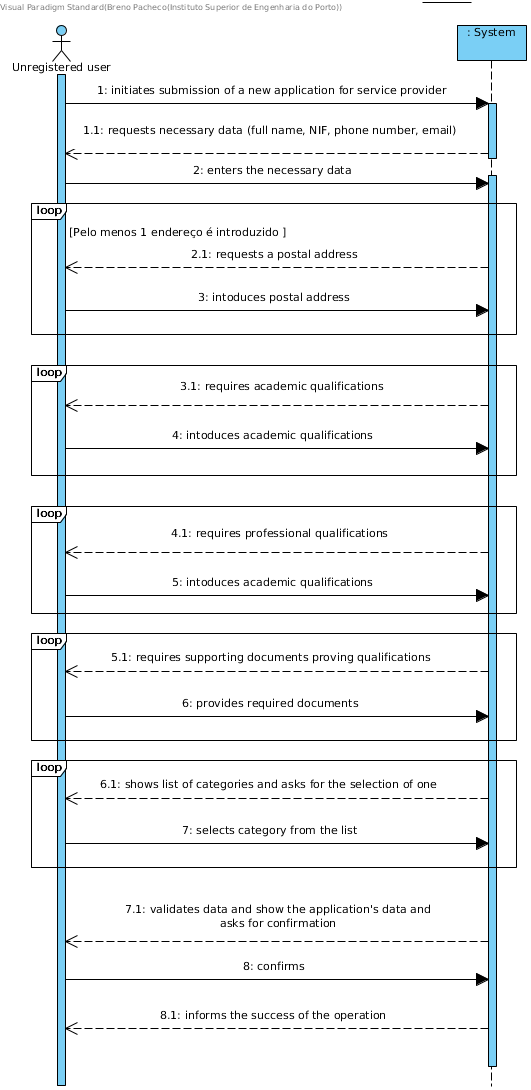 Visual Paradigm Standard(Breno Pacheco(Instituto Superior de Engenharia do Porto))
: System
Unregistered user
1: initiates submission of a new application for service provider
1.1: requests necessary data (full name, NIF, phone number, email)
2: enters the necessary data
loop
[Pelo menos 1 endereço é introduzido ]
2.1: requests a postal address
3: intoduces postal address
loop
3.1: requires academic qualifications
4: intoduces academic qualifications
loop
4.1: requires professional qualifications
5: intoduces academic qualifications
loop
5.1: requires supporting documents proving qualifications
6: provides required documents
loop
6.1: shows list of categories and asks for the selection of one
7: selects category from the list
7.1: validates data and show the application's data and
asks for confirmation
8: confirms
8.1: informs the success of the operation